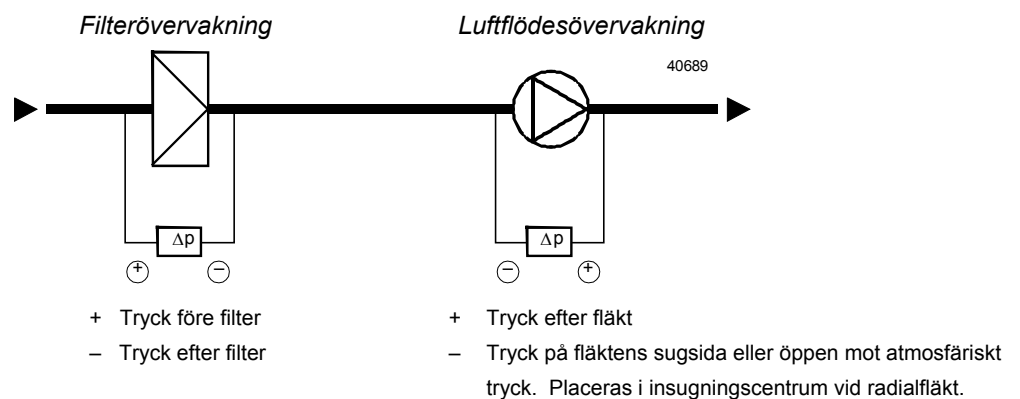 Filterövervakning
Luftflödesövervakning
40689
Δp
Δp
+ –
– +
+ Tryck före filter
– Tryck efter filter
+ Tryck efter fläkt
– Tryck på fläktens sugsida eller öppen mot atmosfäriskt
tryck. Placeras i insugningscentrum vid radialfläkt.